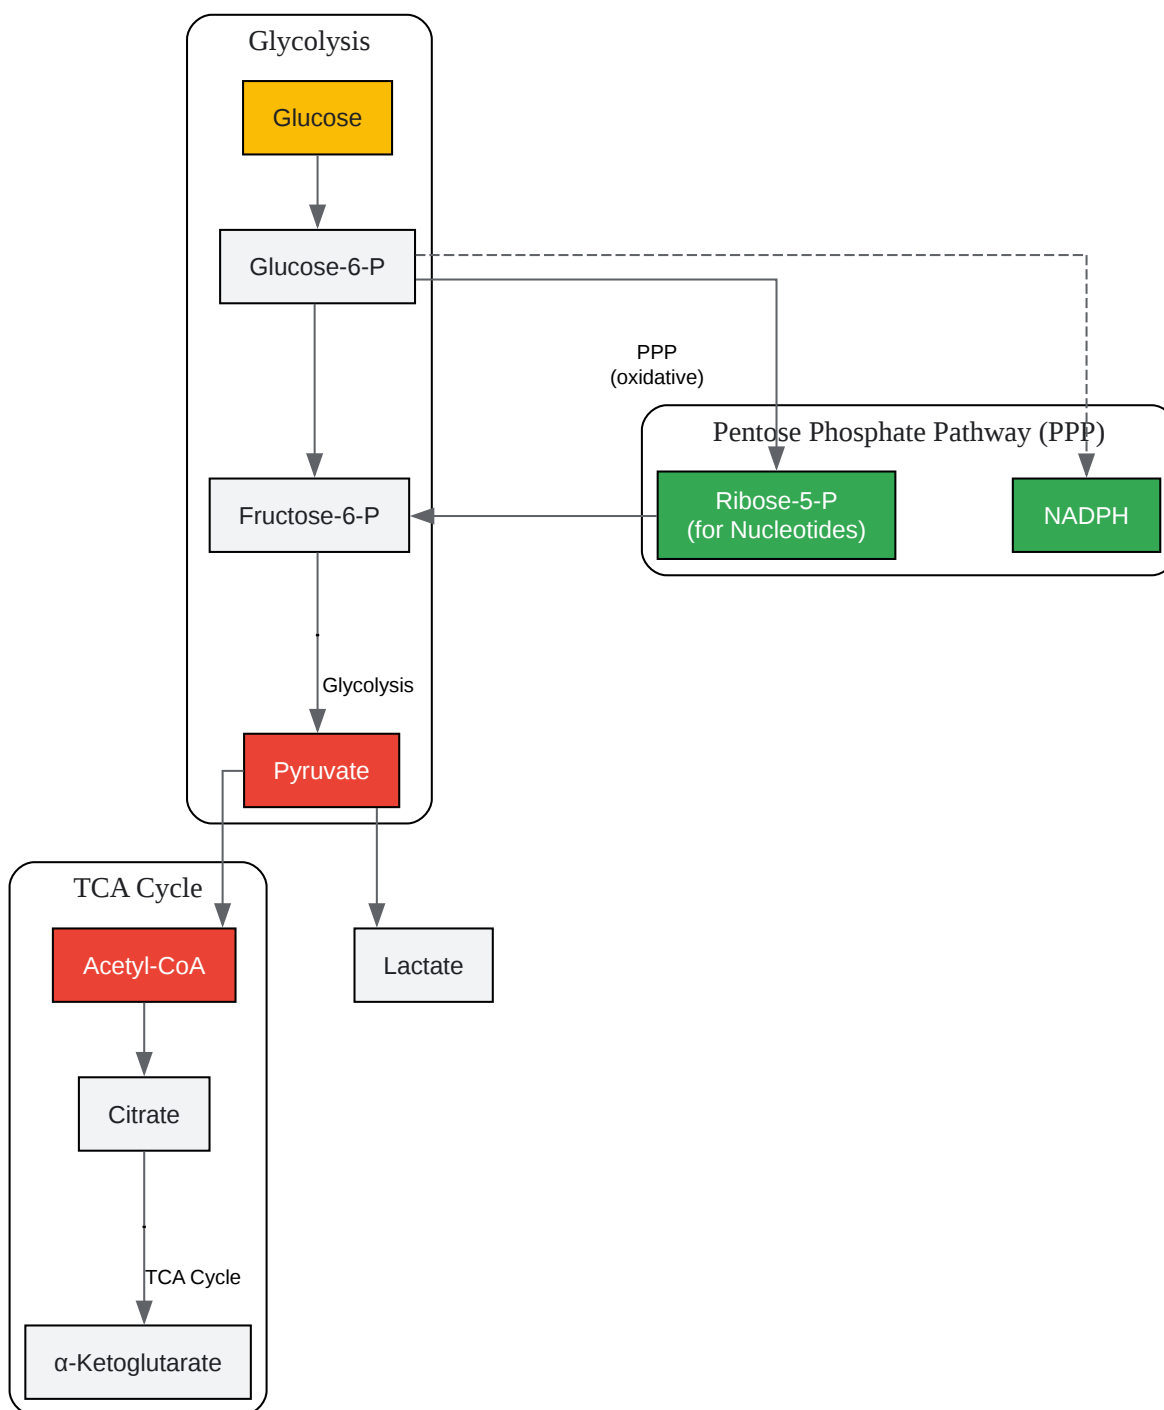 Glycolysis
Glucose
Glucose-6-P
PPP
(oxidative)
Pentose Phosphate Pathway (PPP)
Ribose-5-P
(for Nucleotides)
NADPH
Fructose-6-P
Glycolysis
Pyruvate
TCA Cycle
Acetyl-CoA
Lactate
Citrate
TCA Cycle
α-Ketoglutarate